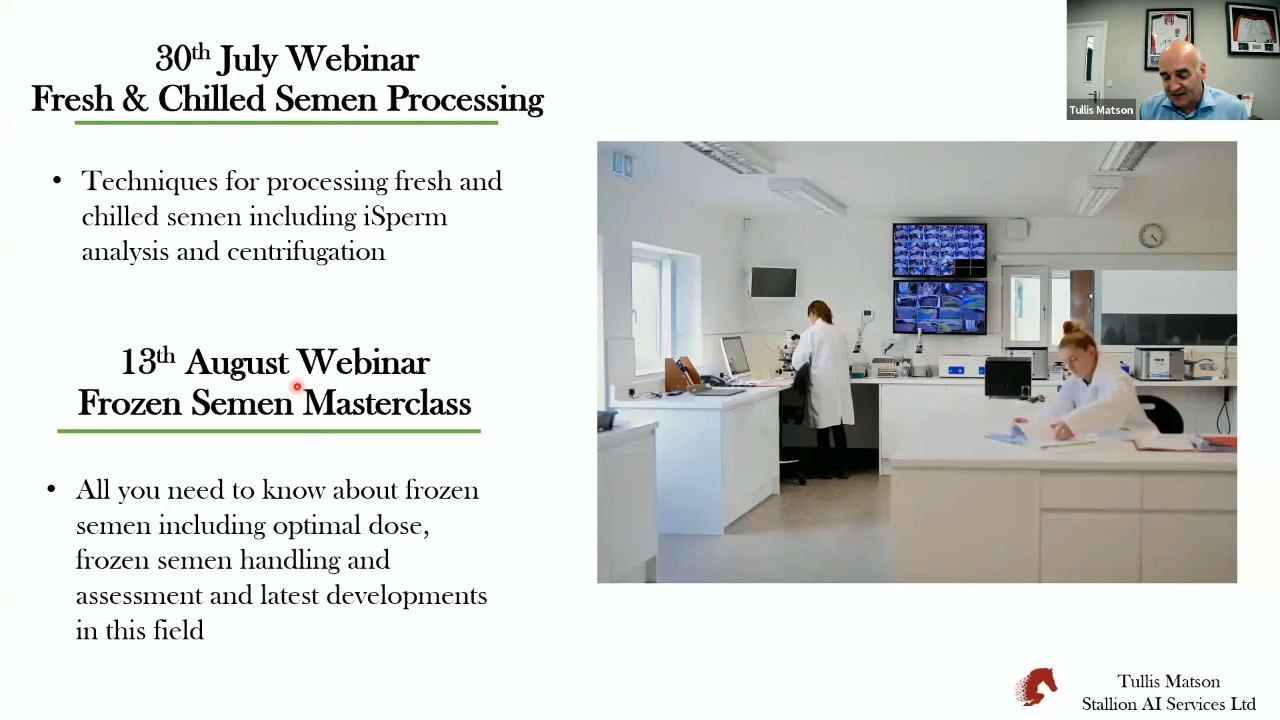 30th July Webinar
Fresh & Chilled Semen Processing
• Techniques for processing fresh and
chilled semen including iSperm
analysis and centrifugation
13th August Webinar
Frozen Semen Masterclass
• All you need to know about frozen
semen including optimal dose,
frozen semen handling and
assessment and latest developments
in this field
Tullis Matson
Tullis Matson
Stallion AI Services Ltd